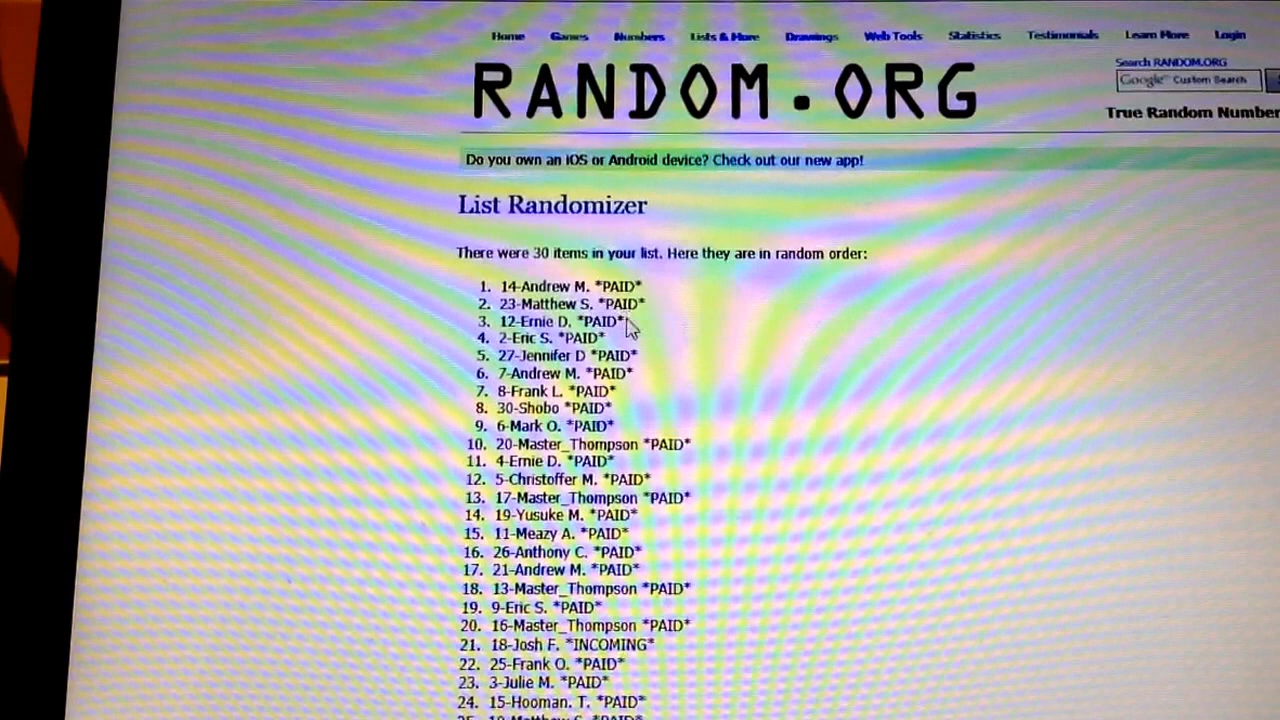 Home Games Numbers Lists & More Drawings Web Tools Statistics Testimonials Learn More Login
Search RANDOM.ORG
Google™ Custom Search
RANDOM.ORG
True Random Number
Do you own an iOS or Android device? Check out our new app!
List Randomizer
There were 30 items in your list. Here they are in random order:
1. 14-Andrew M. *PAID*
2. 23-Matthew S. *PAID*
3. 12-Ernie D. *PAID*
4. 2-Eric S. *PAID*
5. 27-Jennifer D *PAID*
6. 7-Andrew M. *PAID*
7. 8-Frank L. *PAID*
8. 30-Shobo *PAID*
9. 6-Mark O. *PAID*
10. 20-Master_Thompson *PAID*
11. 4-Ernie D. *PAID*
12. 5-Christoffer M. *PAID*
13. 17-Master_Thompson *PAID*
14. 19-Yusuke M. *PAID*
15. 11-Meazy A. *PAID*
16. 26-Anthony C. *PAID*
17. 21-Andrew M. *PAID*
18. 13-Master_Thompson *PAID*
19. 9-Eric S. *PAID*
20. 16-Master_Thompson *PAID*
21. 18-Josh F. *INCOMING*
22. 25-Frank O. *PAID*
23. 3-Julie M. *PAID*
24. 15-Hooman. T. *PAID*